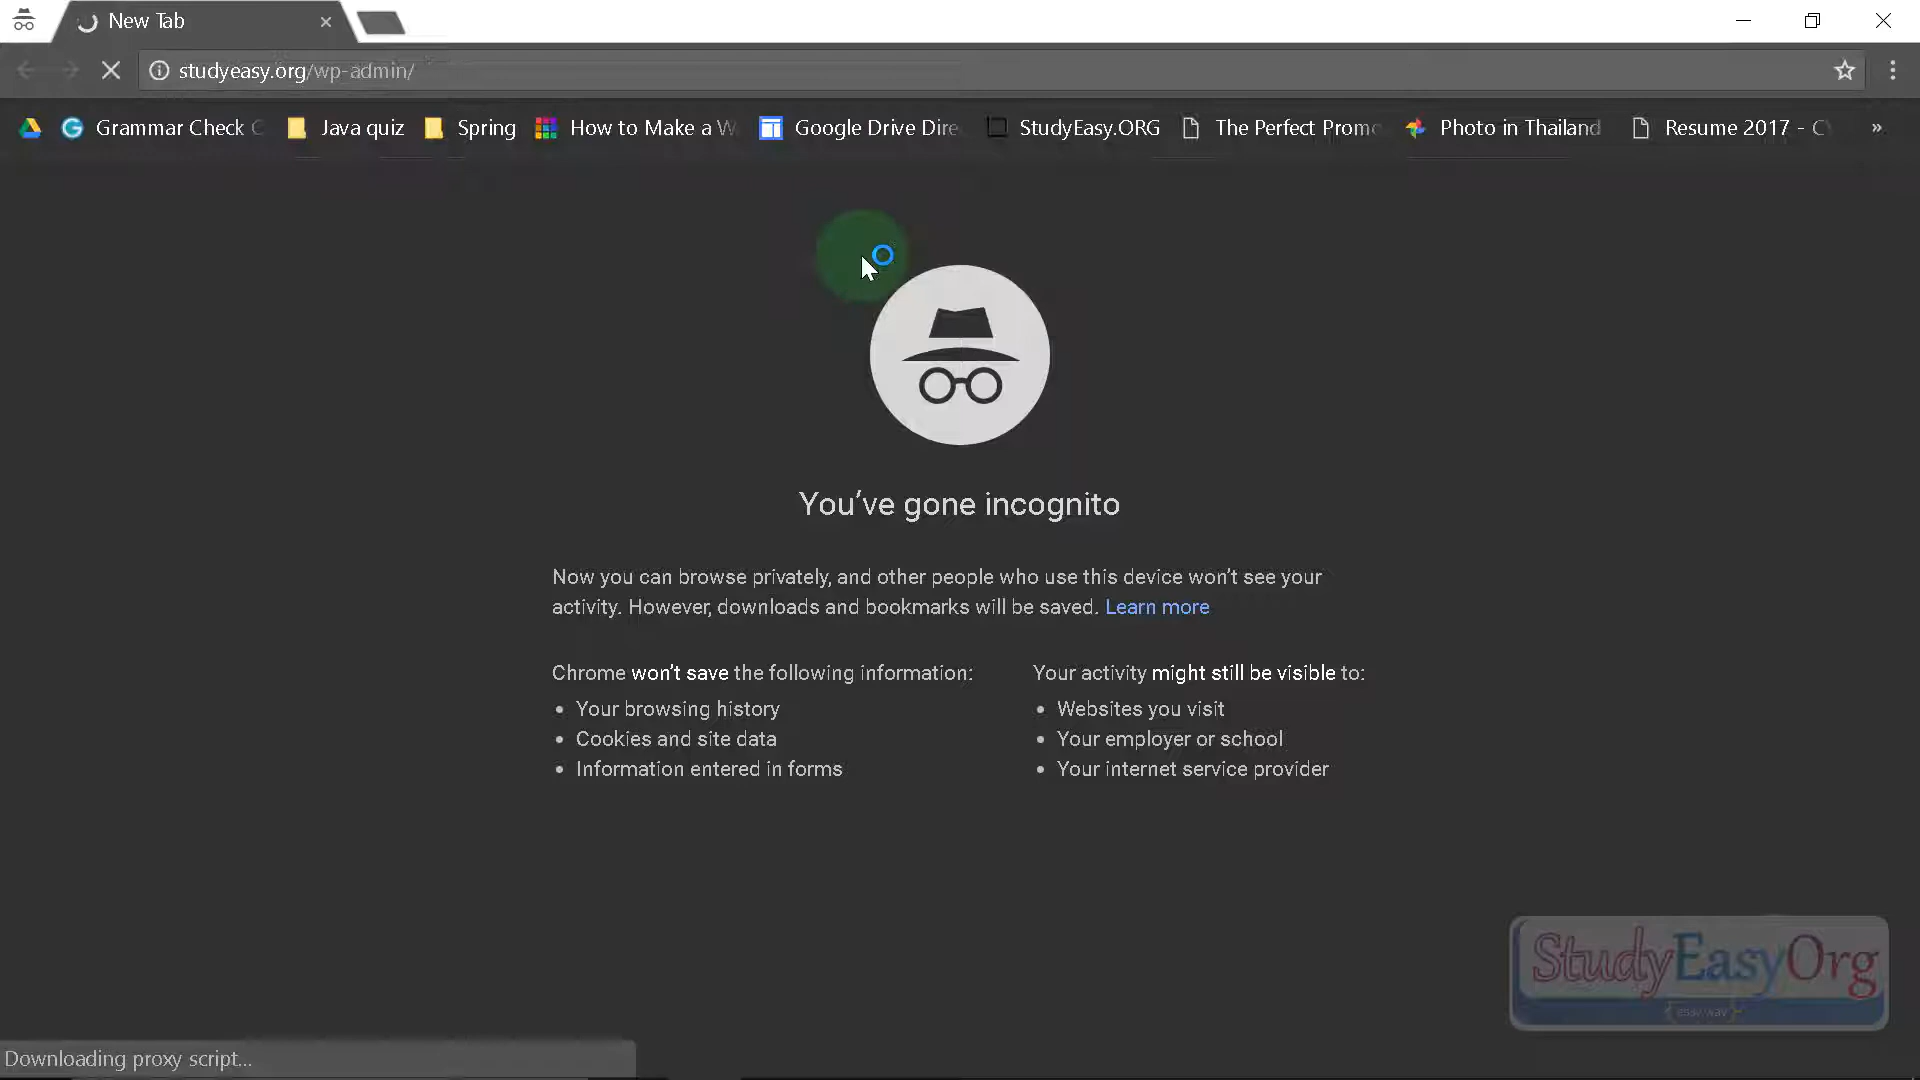 New Tab
studyeasy.org/wp-admin/
Grammar Check Java quiz Spring How to Make a W Google Drive Dire StudyEasy.ORG The Perfect Promo Photo in Thailand Resume 2017 - CV »
You've gone incognito
Now you can browse privately, and other people who use this device won't see your
activity. However, downloads and bookmarks will be saved. Learn more
Chrome won't save the following information:
• Your browsing history
• Cookies and site data
• Information entered in forms
Your activity might still be visible to:
• Websites you visit
• Your employer or school
• Your internet service provider
StudyEasyOrg
Downloading proxy script...